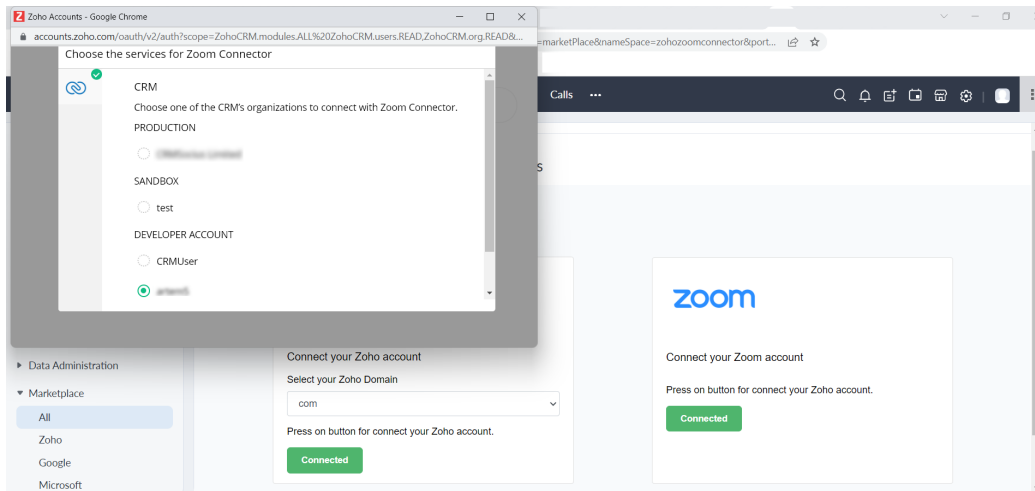 Zoho Accounts - Google Chrome
accounts.zoho.com/oauth/v2/auth?scope=ZohoCRM.modules.ALL%20ZohoCRM.users.READ,ZohoCRM.org.READ&...
=marketPlace&nameSpace=zohozoomconnector&port...
Choose the services for Zoom Connector
CRM
Choose one of the CRM's organizations to connect with Zoom Connector.
PRODUCTION
SANDBOX
test
DEVELOPER ACCOUNT
CRMUser
Calls
s
Data Administration
Marketplace
All
Zoho
Google
Microsoft
Connect your Zoho account
Select your Zoho Domain
com
Press on button for connect your Zoho account.
Connected
zoom
Connect your Zoom account
Press on button for connect your Zoho account.
Connected